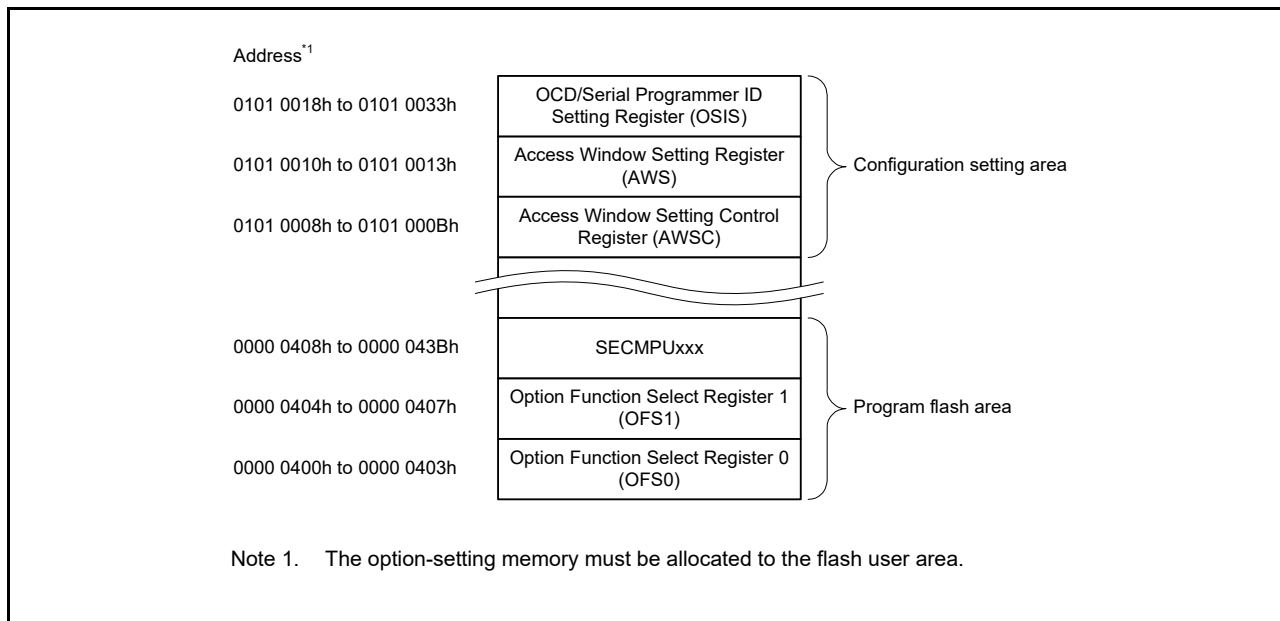 Address*1
0101 0018h to 0101 0033h
OCD/Serial Programmer ID
Setting Register (OSIS)
0101 0010h to 0101 0013h
Access Window Setting Register
(AWS)
Configuration setting area
0101 0008h to 0101 000Bh
Access Window Setting Control
Register (AWSC)
0000 0408h to 0000 043Bh
SECMPUxxx
0000 0404h to 0000 0407h
Option Function Select Register 1
(OFS1)
Program flash area
0000 0400h to 0000 0403h
Option Function Select Register 0
(OFS0)
Note 1. The option-setting memory must be allocated to the flash user area.